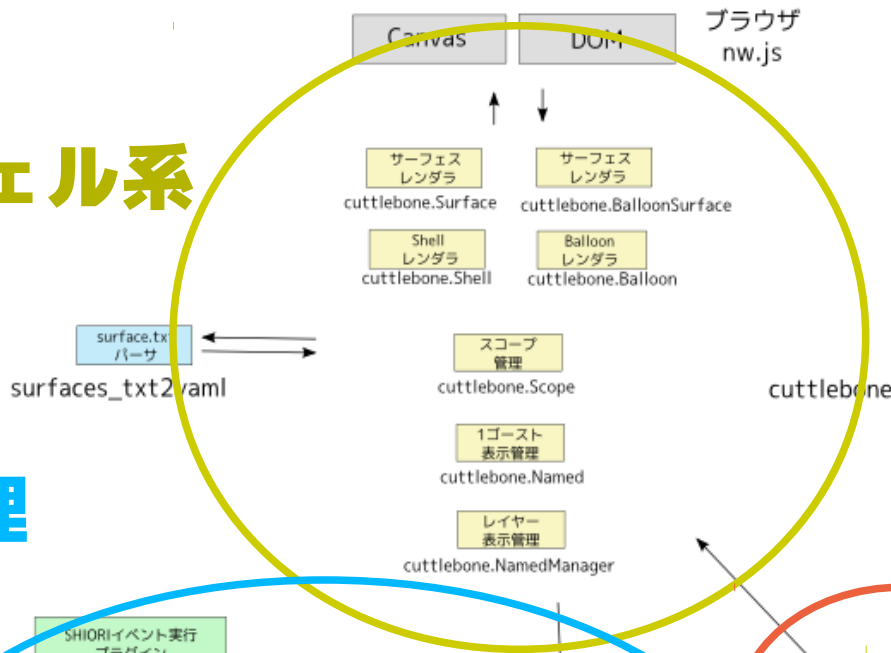 ブラウザ
nw.js
Canvas
DOM
ェル系
サーフェス
レンダラ
cuttlebone.Surface
サーフェス
レンダラ
cuttlebone.BalloonSurface
Shell
レンダラ
cuttlebone.Shell
Balloon
レンダラ
cuttlebone.Balloon
surface.txt
パーサ
surfaces_txt2yaml
スコープ
管理
cuttlebone.Scope
cuttlebone
1ゴースト
表示管理
cuttlebone.Named
理
レイヤー
表示管理
cuttlebone.NamedManager
SHIORIイベント実行
プラグイン